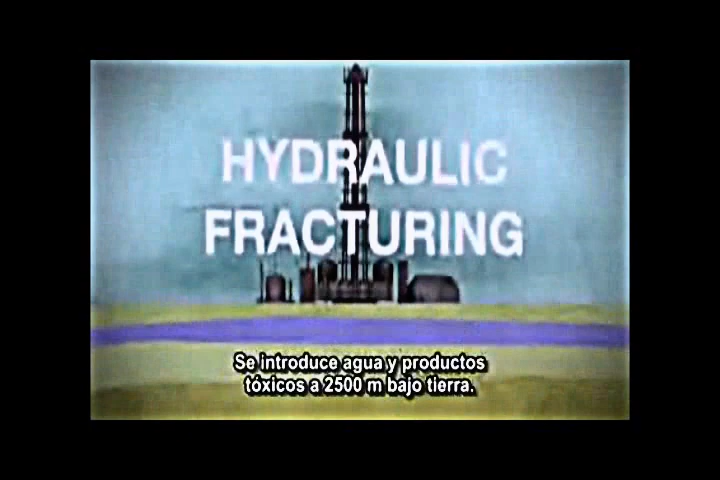 HYDRAULIC
FRACTURING
Se introduce agua y productos
tóxicos a 2500 m bajo tierra.